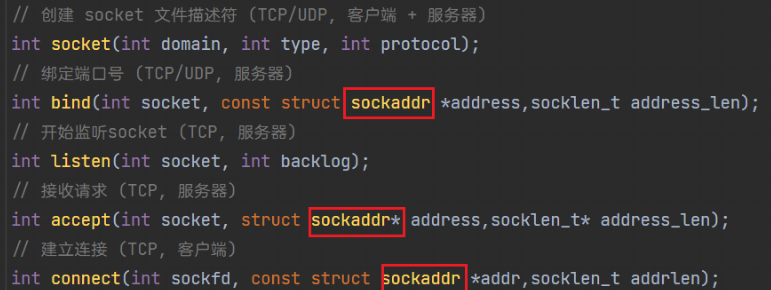 // 创建 socket 文件描述符 (TCP/UDP, 客户端 + 服务器)
int socket(int domain, int type, int protocol);
// 绑定端口号 (TCP/UDP, 服务器)
int bind(int socket, const struct sockaddr *address,socklen_t address_len);
// 开始监听socket (TCP, 服务器)
int listen(int socket, int backlog);
// 接收请求 (TCP, 服务器)
int accept(int socket, struct sockaddr* address,socklen_t* address_len);
// 建立连接 (TCP, 客户端)
int connect(int sockfd, const struct sockaddr *addr,socklen_t addrlen);